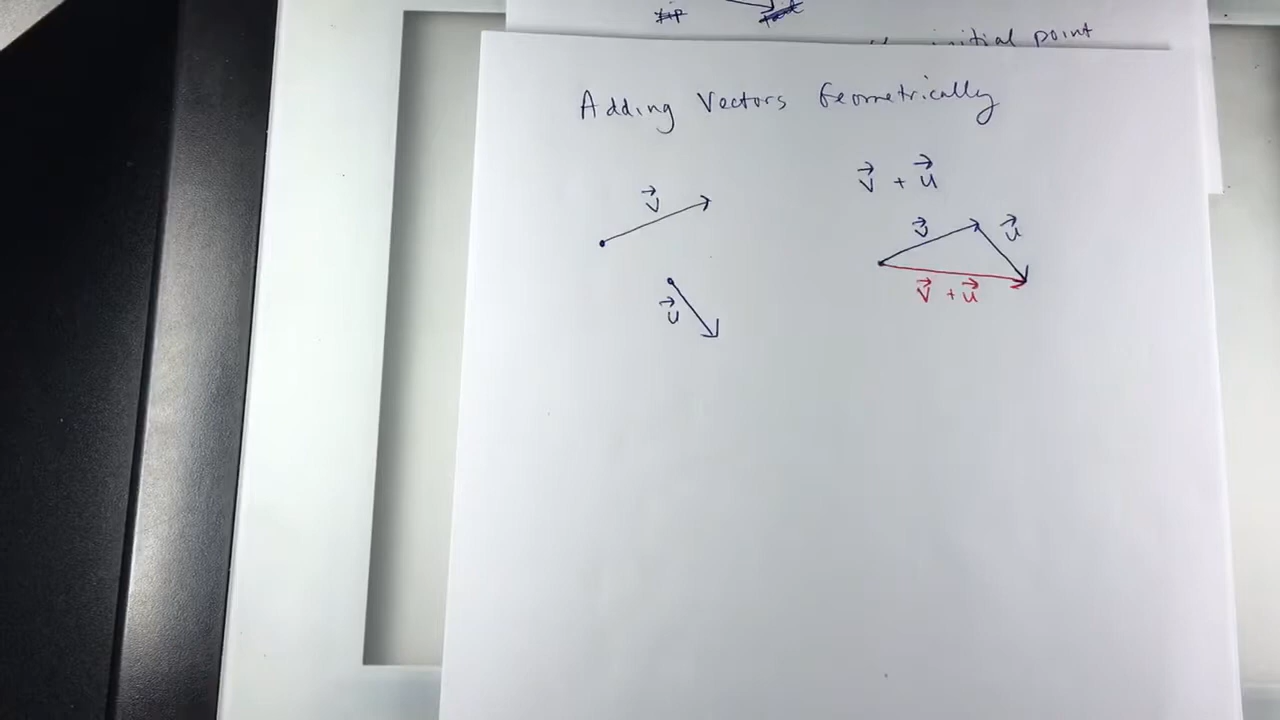 initial point
Adding Vectors Geometrically
v⃗
u⃗
v⃗ + u⃗
v⃗ u⃗
v⃗ + u⃗